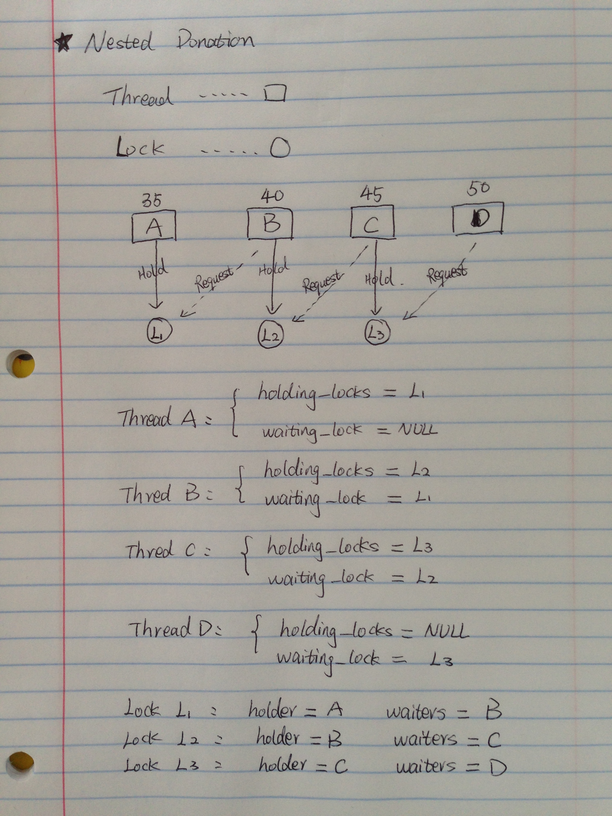 ★ Nested Donation
Thread ----- □
Lock ----- ○
35 40 45 50
A B C D
Hold Request Hold Request Hold. Request
L1 L2 L3
Thread A: { holding_locks = L1
waiting_lock = NULL
Thred B: { holding_locks = L2
waiting_lock = L1
Thred C: { holding_locks = L3
waiting_lock = L2
Thread D: { holding_locks = NULL
waiting_lock = L3
Lock L1: holder = A waiters = B
Lock L2: holder = B waiters = C
Lock L3: holder = C waiters = D